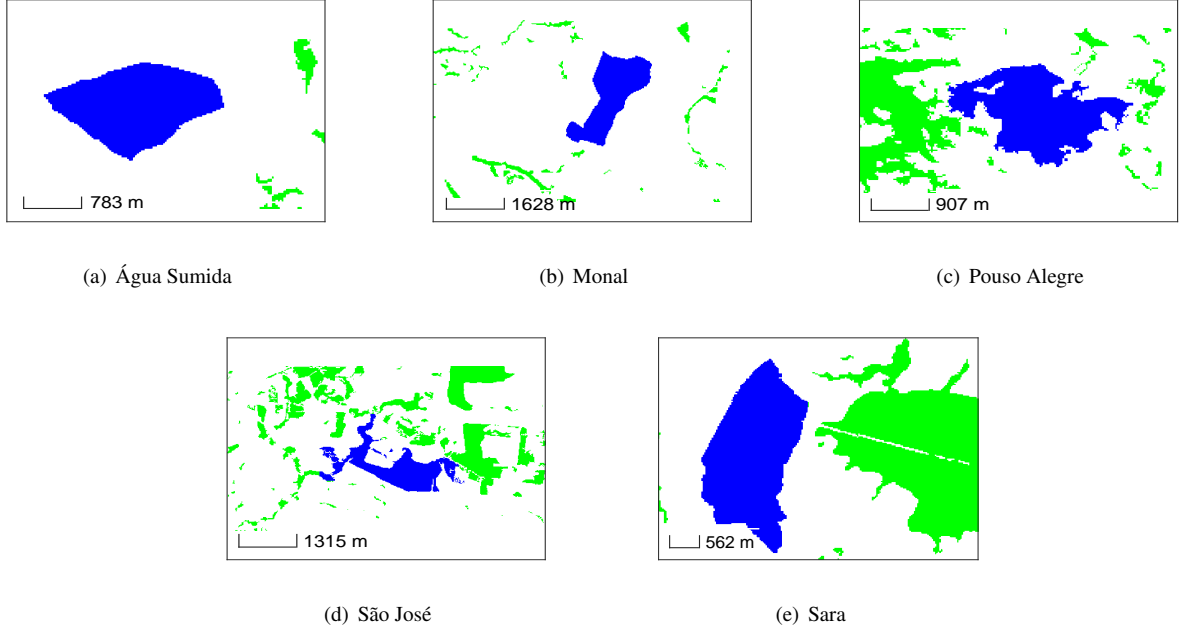 783 m
1628 m
907 m
(a) Água Sumida
(b) Monal
(c) Pouso Alegre
1315 m
562 m
(d) São José
(e) Sara